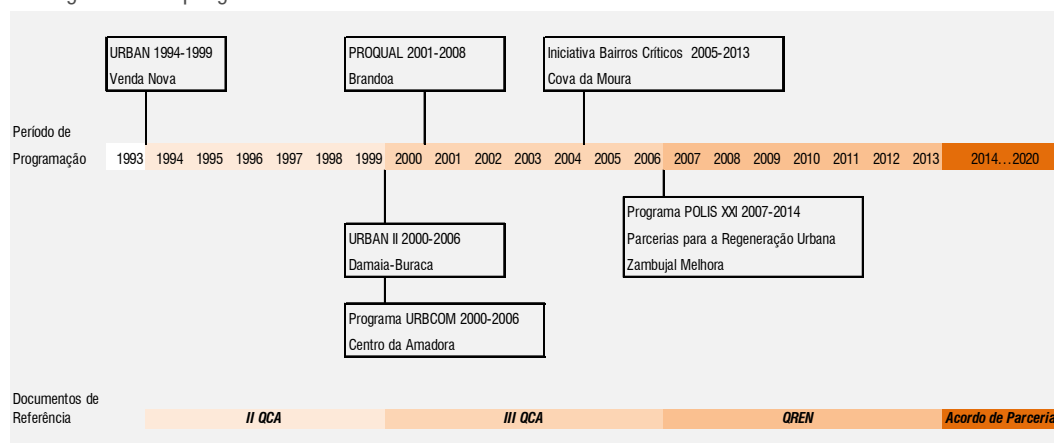 URBAN 1994-1999
Venda Nova
PROQUAL 2001-2008
Brandoa
Iniciativa Bairros Críticos 2005-2013
Cova da Moura
Período de
Programação 1993 1994 1995 1996 1997 1998 1999 2000 2001 2002 2003 2004 2005 2006 2007 2008 2009 2010 2011 2012 2013 2014…2020
URBAN II 2000-2006
Damaia-Buraca
Programa POLIS XXI 2007-2014
Parcerias para a Regeneração Urbana
Zambujal Melhora
Programa URBCOM 2000-2006
Centro da Amadora
Documentos de
Referência II QCA III QCA QREN Acordo de Parceria